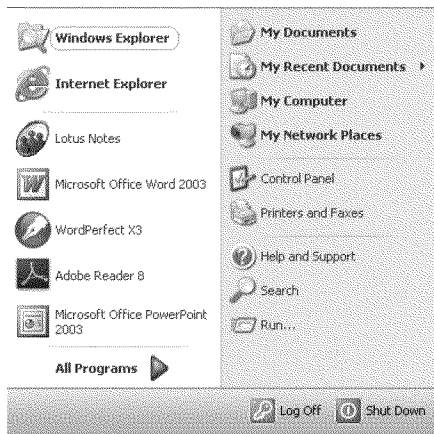 Windows Explorer
Internet Explorer
Lotus Notes
Microsoft Office Word 2003
WordPerfect X3
Adobe Reader 8
Microsoft Office PowerPoint
2003
All Programs
My Documents
My Recent Documents
My Computer
My Network Places
Control Panel
Printers and Faxes
Help and Support
Search
Run...
Log Off
Shut Down